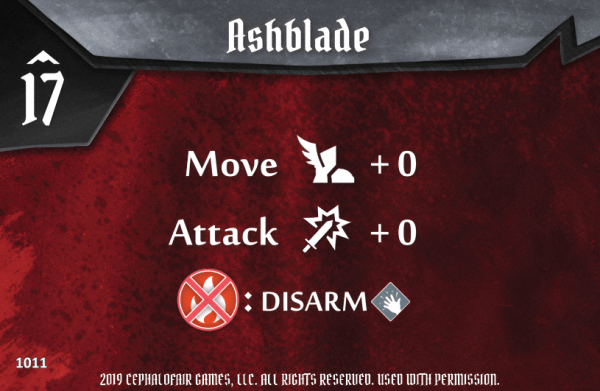 Ashblade
17
Move + 0
Attack + 0
: DISARM
1011
2019 CEPHALOFAIR GAMES, LLC. ALL RIGHTS RESERVED. USED WITH PERMISSION.